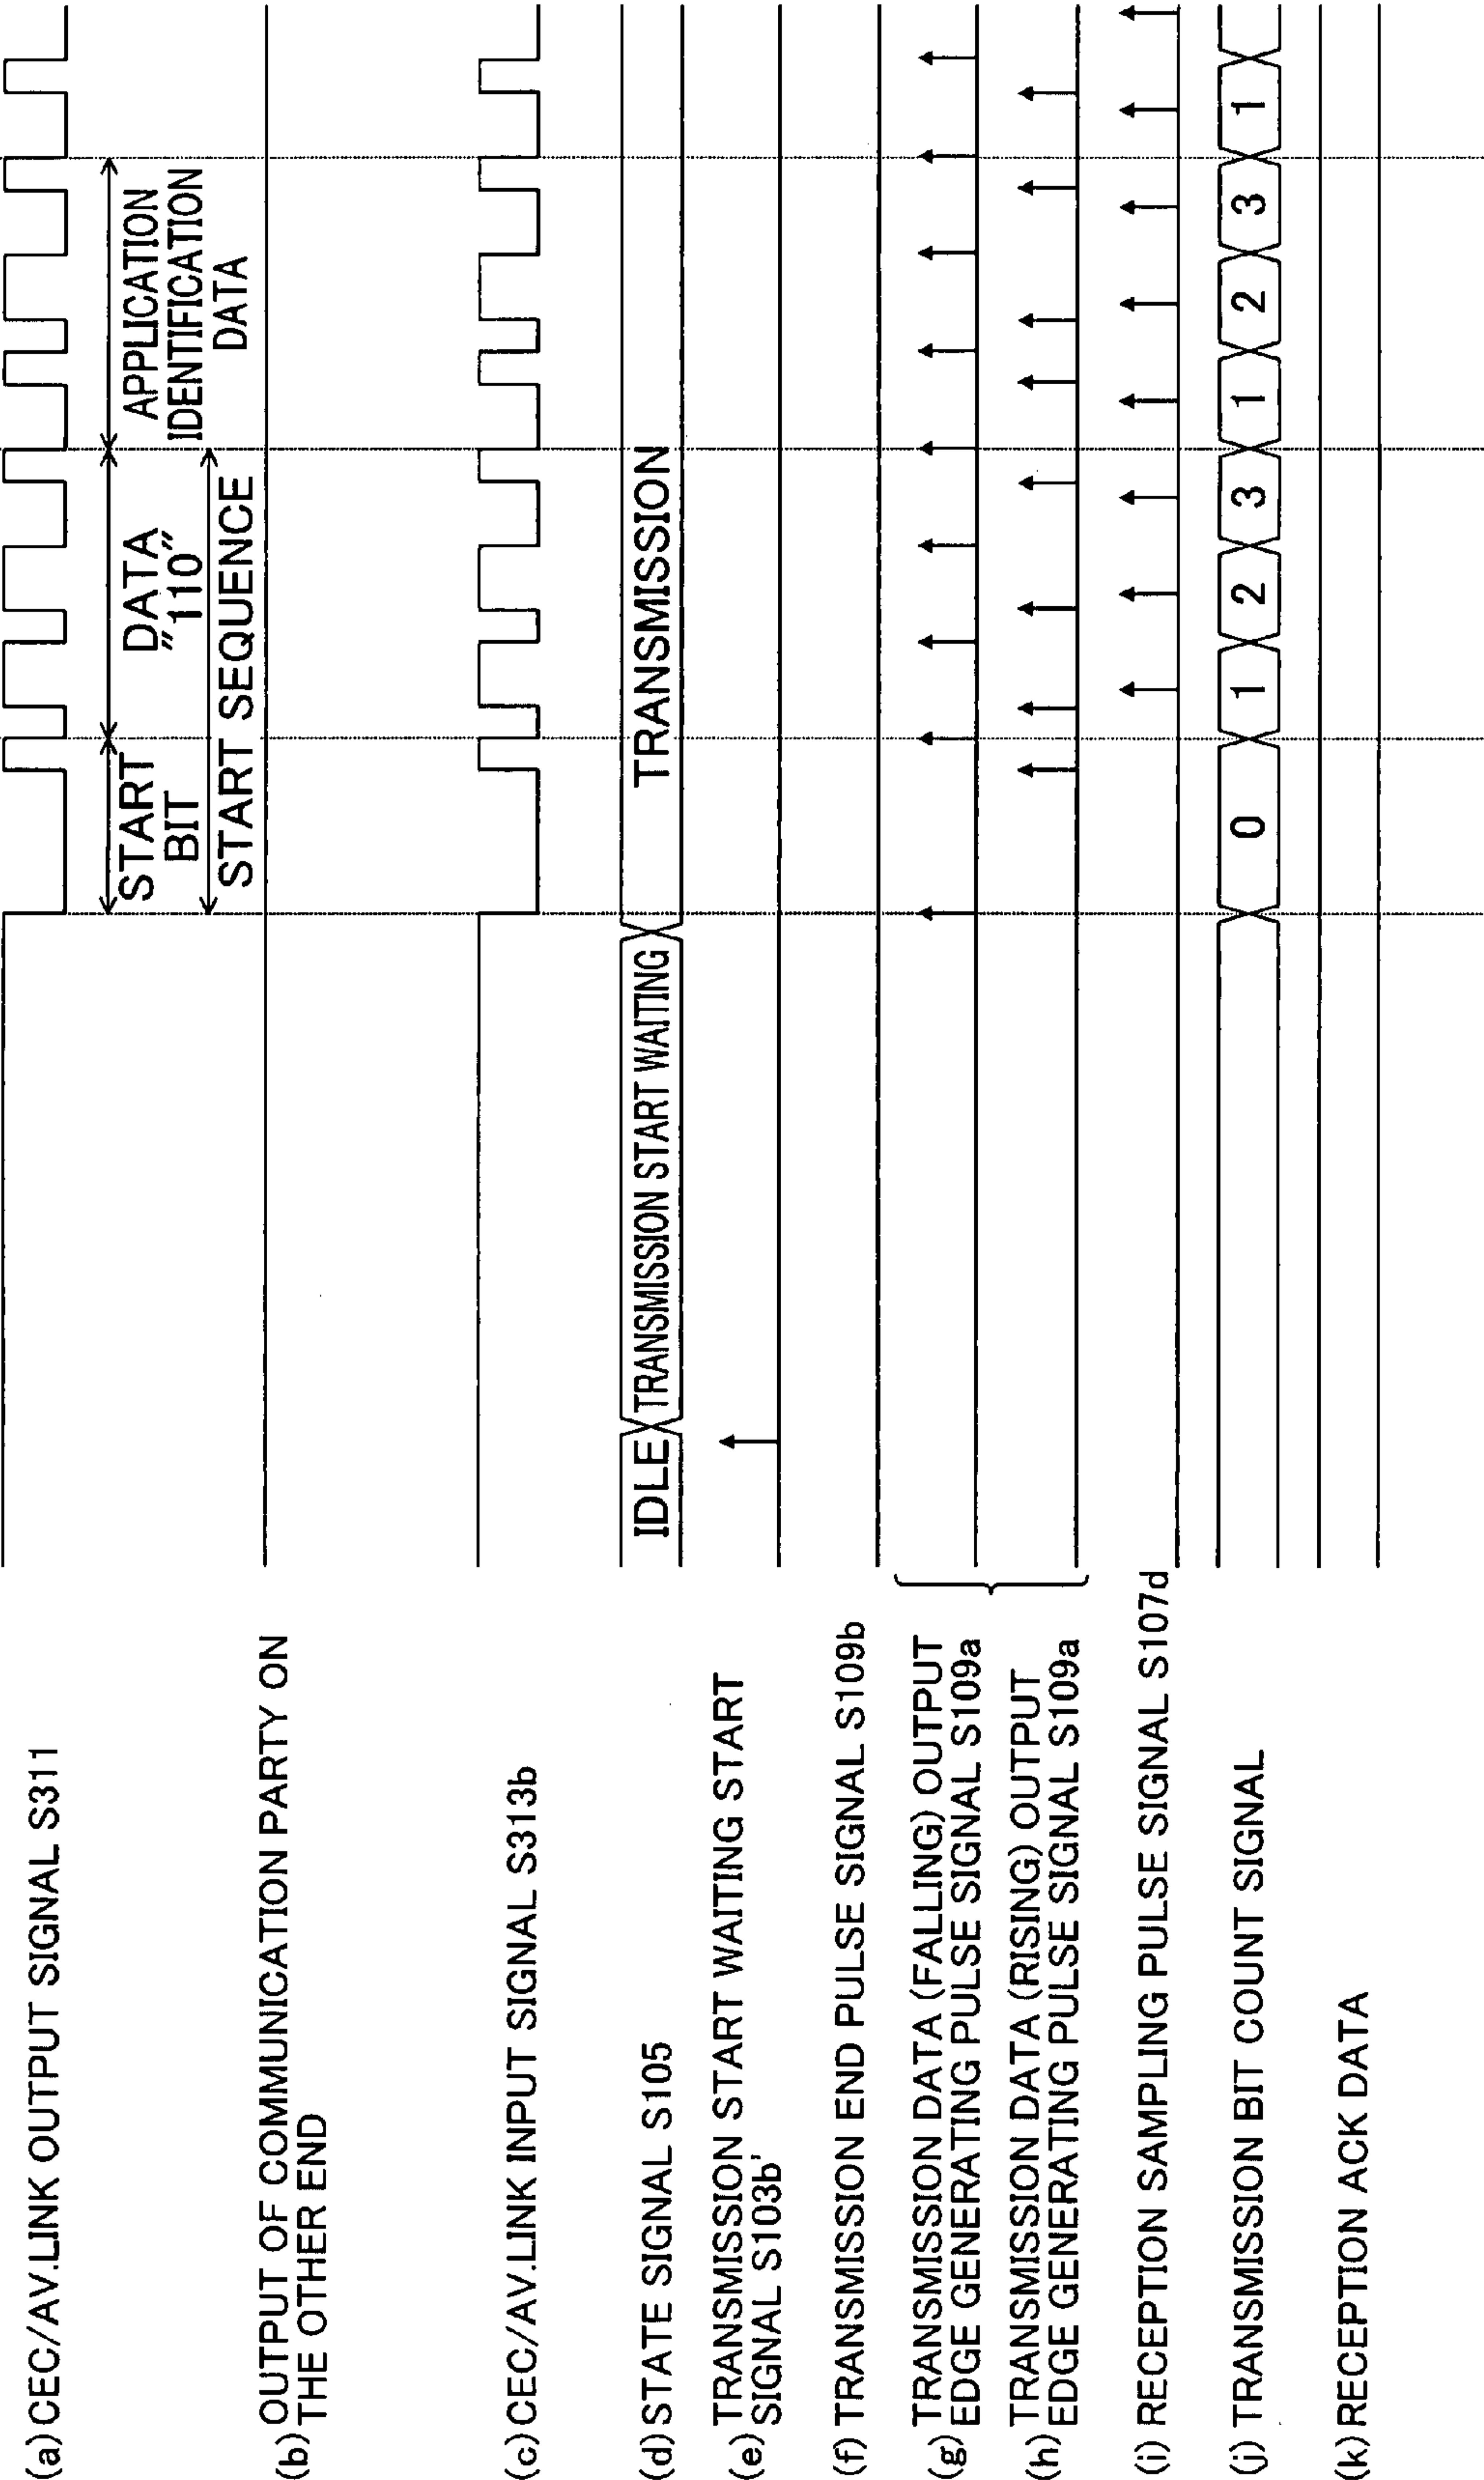 (a) CEC/AV.LINK OUTPUT SIGNAL S311
START
BIT
DATA
"110"
APPLICATION
IDENTIFICATION
DATA
START SEQUENCE
(b) OUTPUT OF COMMUNICATION PARTY ON
THE OTHER END
(c) CEC/AV.LINK INPUT SIGNAL S313b
(d) STATE SIGNAL S105
IDLE
TRANSMISSION START WAITING
TRANSMISSION
(e) TRANSMISSION START WAITING START
SIGNAL S103b'
(f) TRANSMISSION END PULSE SIGNAL S109b
(g) TRANSMISSION DATA (FALLING) OUTPUT
EDGE GENERATING PULSE SIGNAL S109a
(h) TRANSMISSION DATA (RISING) OUTPUT
EDGE GENERATING PULSE SIGNAL S109a
(i) RECEPTION SAMPLING PULSE SIGNAL S107d
(j) TRANSMISSION BIT COUNT SIGNAL
0 1 2 3 1 2 3 1
(k) RECEPTION ACK DATA